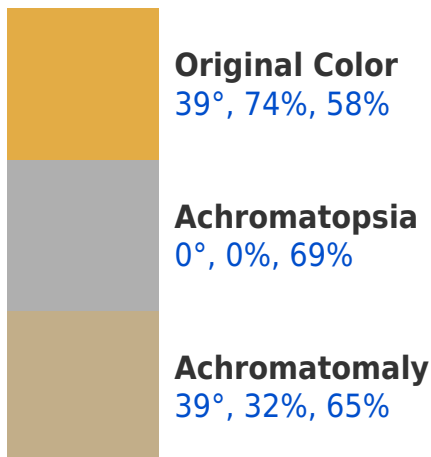 Original Color
39°, 74%, 58%
Achromatopsia
0°, 0%, 69%
Achromatomaly
39°, 32%, 65%